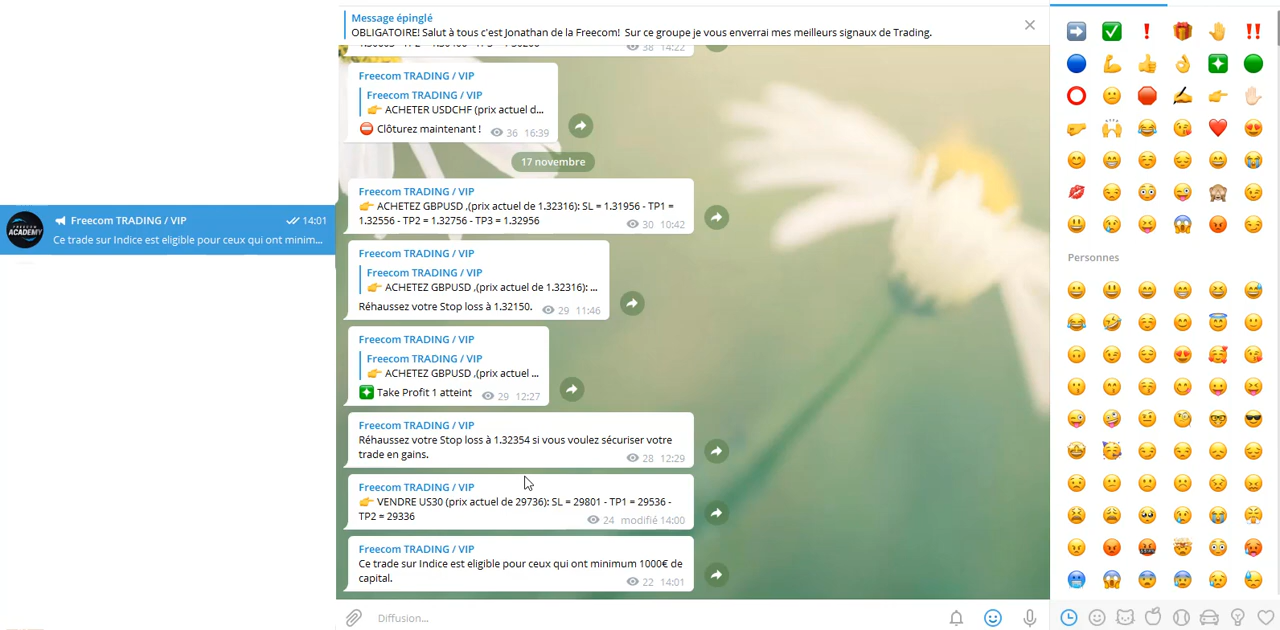 Message épinglé
OBLIGATOIRE! Salut à tous c'est Jonathan de la Freecom! Sur ce groupe je vous enverrai mes meilleurs signaux de Trading.
38 14:22
Freecom TRADING / VIP
Freecom TRADING / VIP
👉 ACHETER USDCHF (prix actuel d...
⛔ Clôturez maintenant ! 36 16:39
17 novembre
Freecom TRADING / VIP
👉 ACHETEZ GBPUSD ,(prix actuel de 1.32316): SL = 1.31956 - TP1 =
1.32556 - TP2 = 1.32756 - TP3 = 1.32956 30 10:42
Freecom TRADING / VIP 14:01
Ce trade sur Indice est eligible pour ceux qui ont minim...
ACADEMY
Freecom TRADING / VIP
Freecom TRADING / VIP
👉 ACHETEZ GBPUSD ,(prix actuel de 1.32316): ...
Réhaussez votre Stop loss à 1.32150. 29 11:46
Freecom TRADING / VIP
Freecom TRADING / VIP
👉 ACHETEZ GBPUSD ,(prix actuel ...
Take Profit 1 atteint 29 12:27
Freecom TRADING / VIP
Réhaussez votre Stop loss à 1.32354 si vous voulez sécuriser votre
trade en gains. 28 12:29
Freecom TRADING / VIP
👉 VENDRE US30 (prix actuel de 29736): SL = 29801 - TP1 = 29536 -
TP2 = 29336 24 modifié 14:00
Freecom TRADING / VIP
Ce trade sur Indice est eligible pour ceux qui ont minimum 1000€ de
capital. 22 14:01
Diffusion...
Personnes